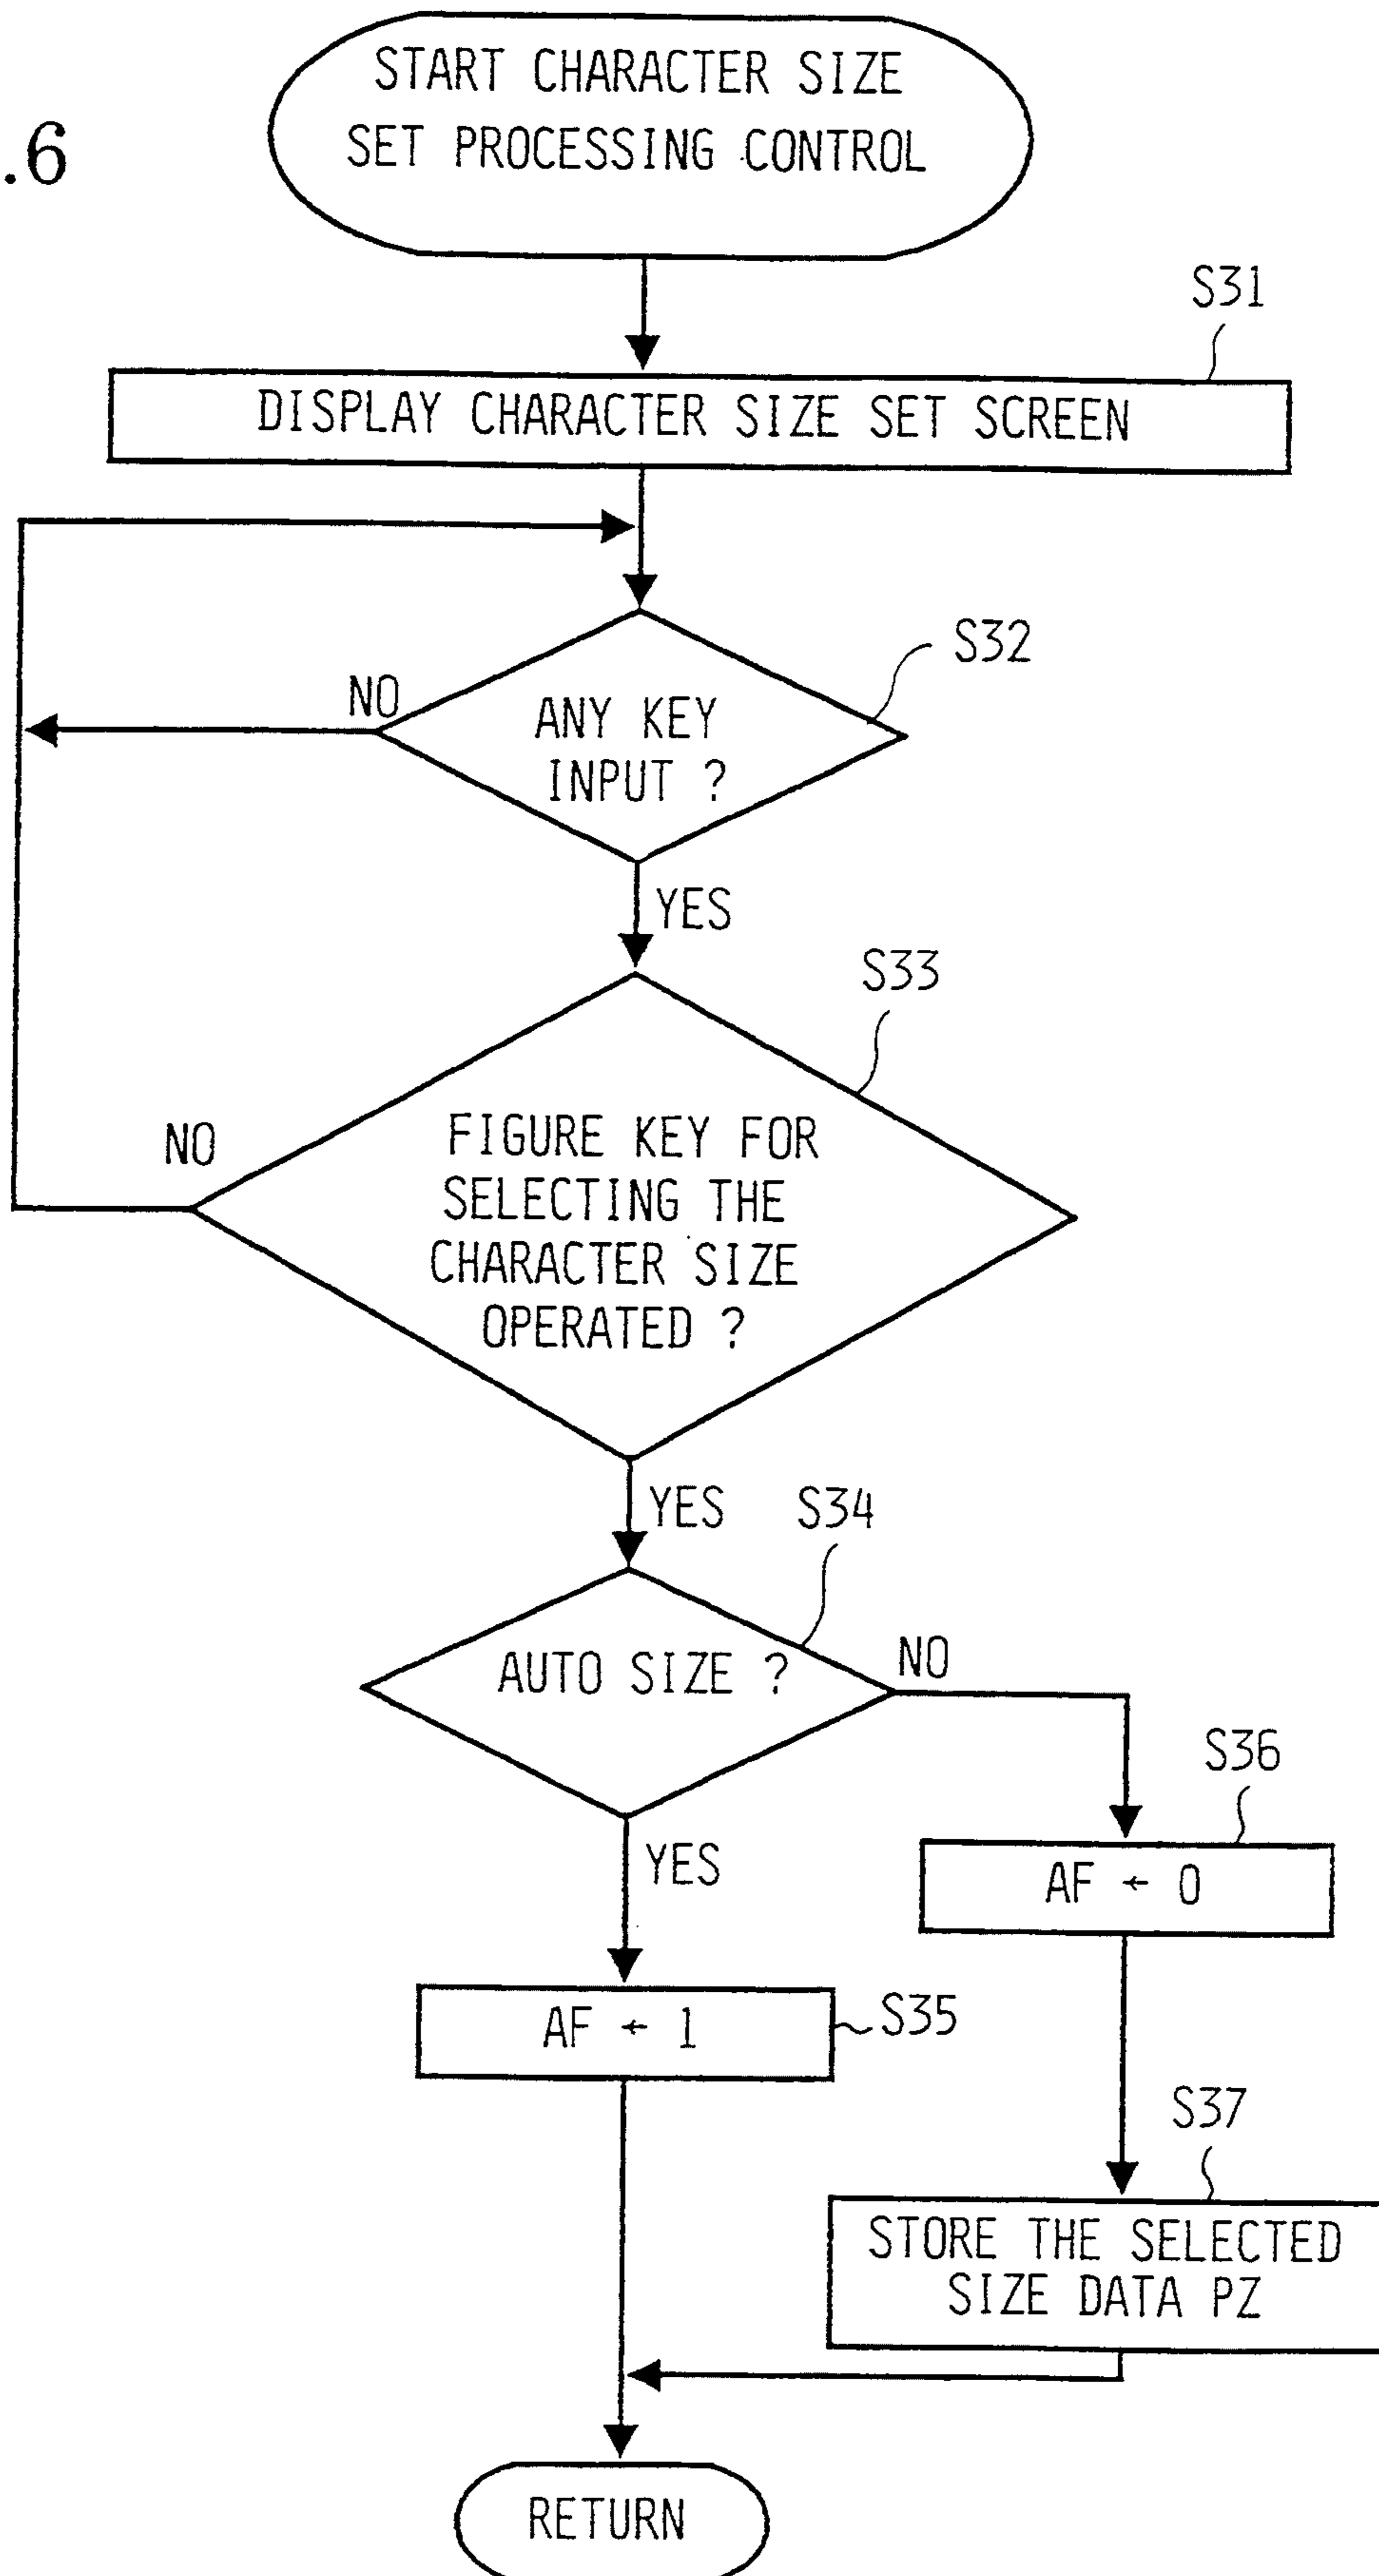 START CHARACTER SIZE
SET PROCESSING CONTROL
.6
S31
DISPLAY CHARACTER SIZE SET SCREEN
S32
NO
ANY KEY
INPUT ?
YES
S33
NO
FIGURE KEY FOR
SELECTING THE
CHARACTER SIZE
OPERATED ?
YES
S34
AUTO SIZE ?
NO
S36
YES
AF ← 0
AF ← 1
S35
S37
STORE THE SELECTED
SIZE DATA PZ
RETURN